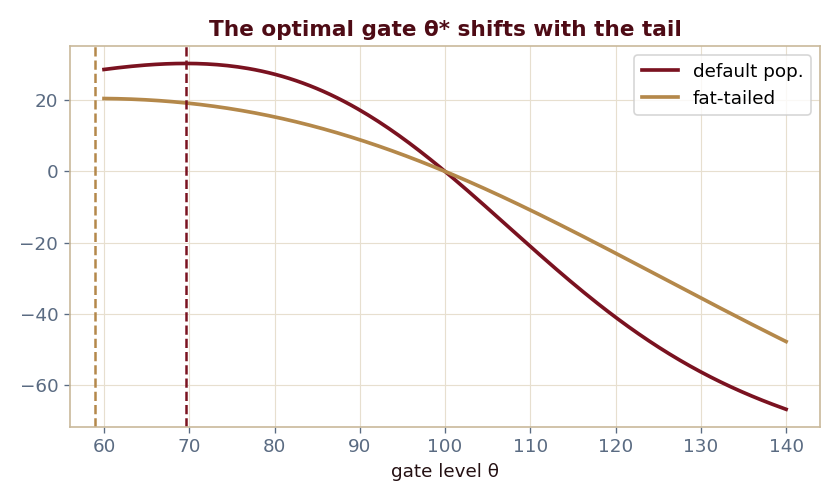 The optimal gate θ* shifts with the tail
default pop.
fat-tailed
20
0
−20
−40
−60
60 70 80 90 100 110 120 130 140
gate level θ